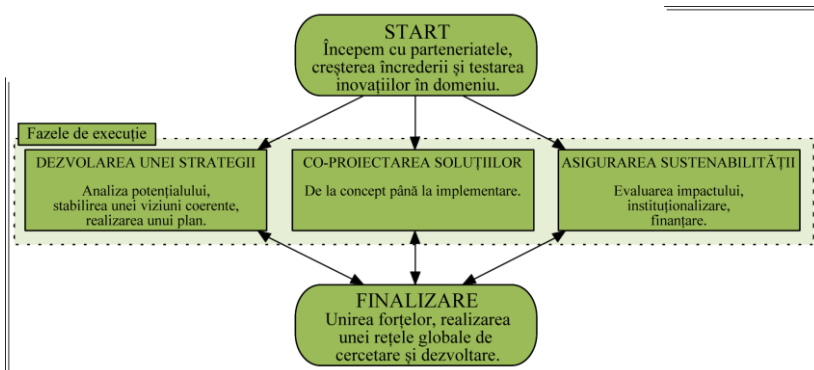 START
Începem cu parteneriatele,
creșterea încrederii și testarea
inovațiilor în domeniu.
Fazele de execuție
DEZVOLAREA UNEI STRATEGII
Analiza potențialului,
stabilirea unei viziuni coerente,
realizarea unui plan.
CO-PROIECTAREA SOLUȚIILOR
De la concept până la implementare.
ASIGURAREA SUSTENABILITĂȚII
Evaluarea impactului,
instituționalizare,
finanțare.
FINALIZARE
Unirea forțelor, realizarea
unei rețele globale de
cercetare și dezvoltare.